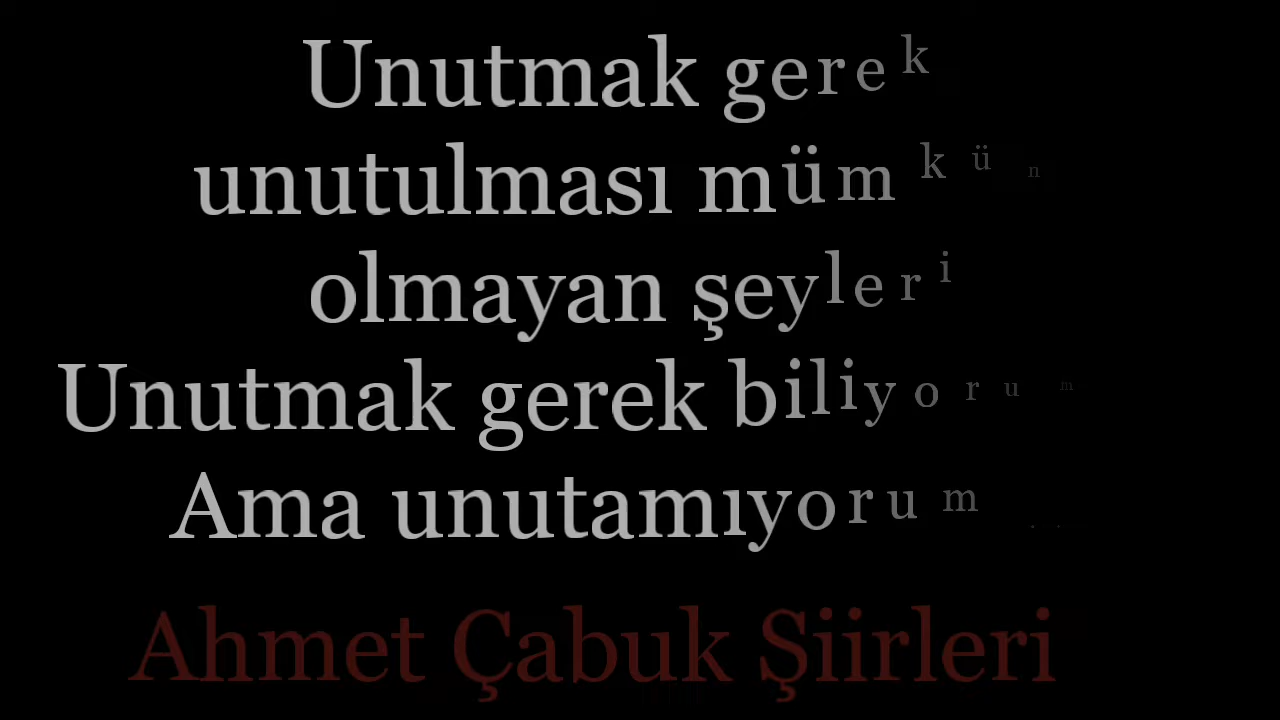 Unutmak gerek
unutulması mümkün
olmayan şeyleri
Unutmak gerek biliyorum
Ama unutamıyorum ..
Ahmet Çabuk Şiirleri